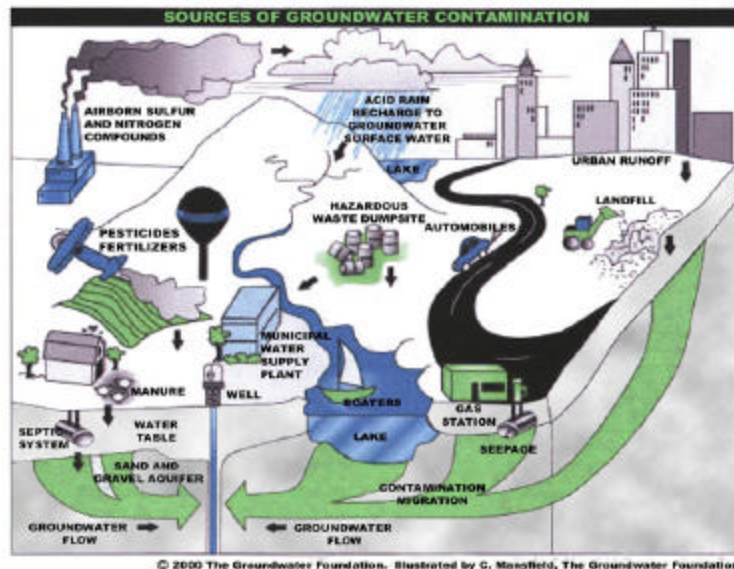 SOURCES OF GROUNDWATER CONTAMINATION
AIRBORN SULFUR
AND NITROGEN
COMPOUNDS
ACID RAIN
RECHARGE TO
GROUNDWATER
SURFACE WATER
LAKE
URBAN RUNOFF
LANDFILL
HAZARDOUS
WASTE DUMPSITE
AUTOMOBILES
PESTICIDES
FERTILIZERS
MUNICIPAL
WATER
SUPPLY
PLANT
MANURE
WELL
BOATERS
GAS
STATION
SEPTIC
SYSTEM
WATER
TABLE
LAKE
SEEPAGE
SAND AND
GRAVEL AQUIFER
CONTAMINATION
MIGRATION
GROUNDWATER
FLOW
GROUNDWATER
FLOW
© 2000 The Groundwater Foundation. Illustrated by C. Mansfield, The Groundwater Foundation